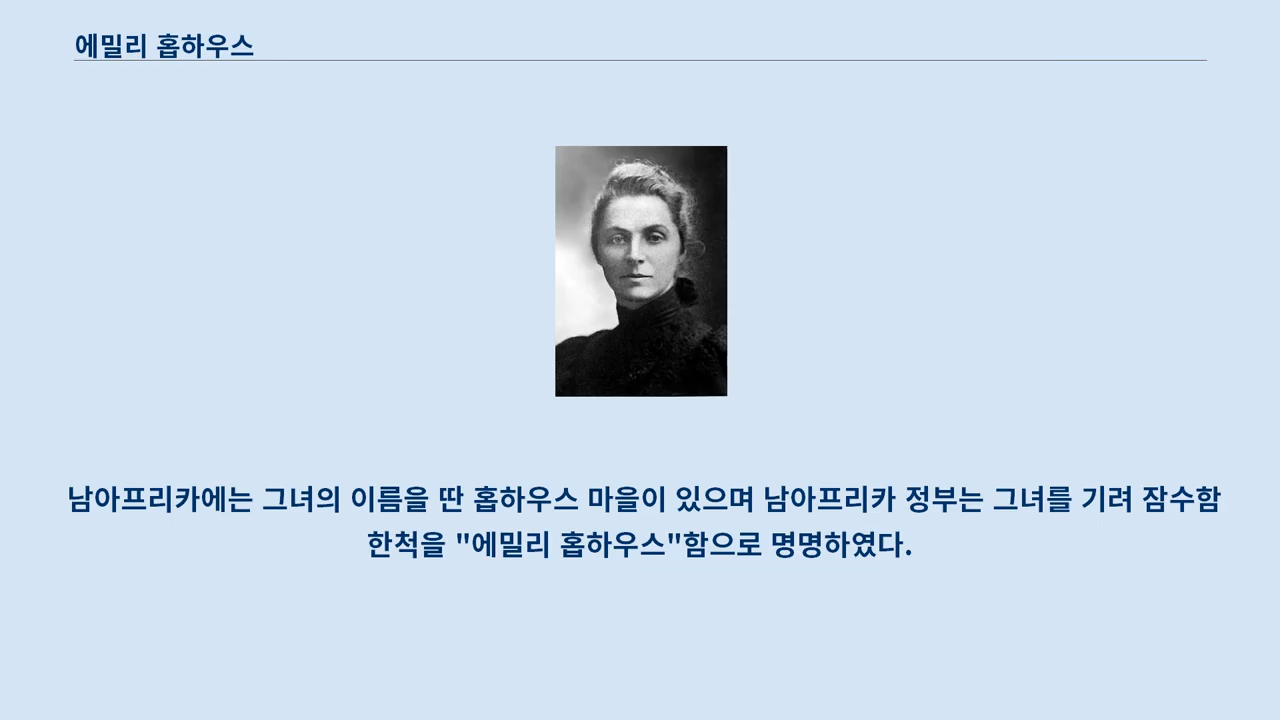 에밀리 홉하우스
남아프리카에는 그녀의 이름을 딴 홉하우스 마을이 있으며 남아프리카 정부는 그녀를 기려 잠수함
한척을 "에밀리 홉하우스"함으로 명명하였다.